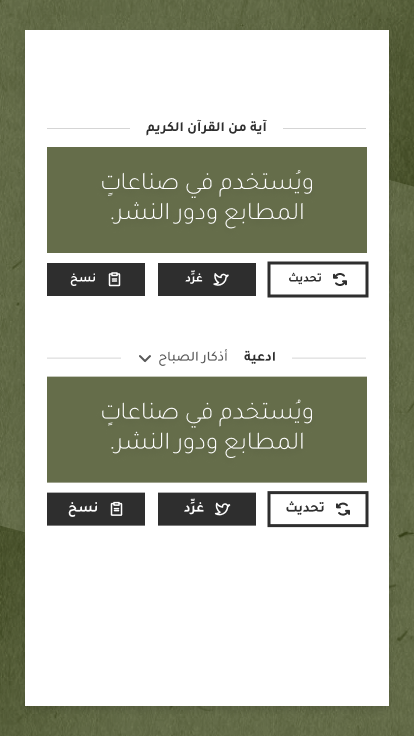 آية من القرآن الكريم
ويُستخدم في صناعاتٍ
المطابع ودور النشر.
تحديث
غرِّد
نسخ
ادعية أذكار الصباح
ويُستخدم في صناعاتٍ
المطابع ودور النشر.
تحديث
غرِّد
نسخ